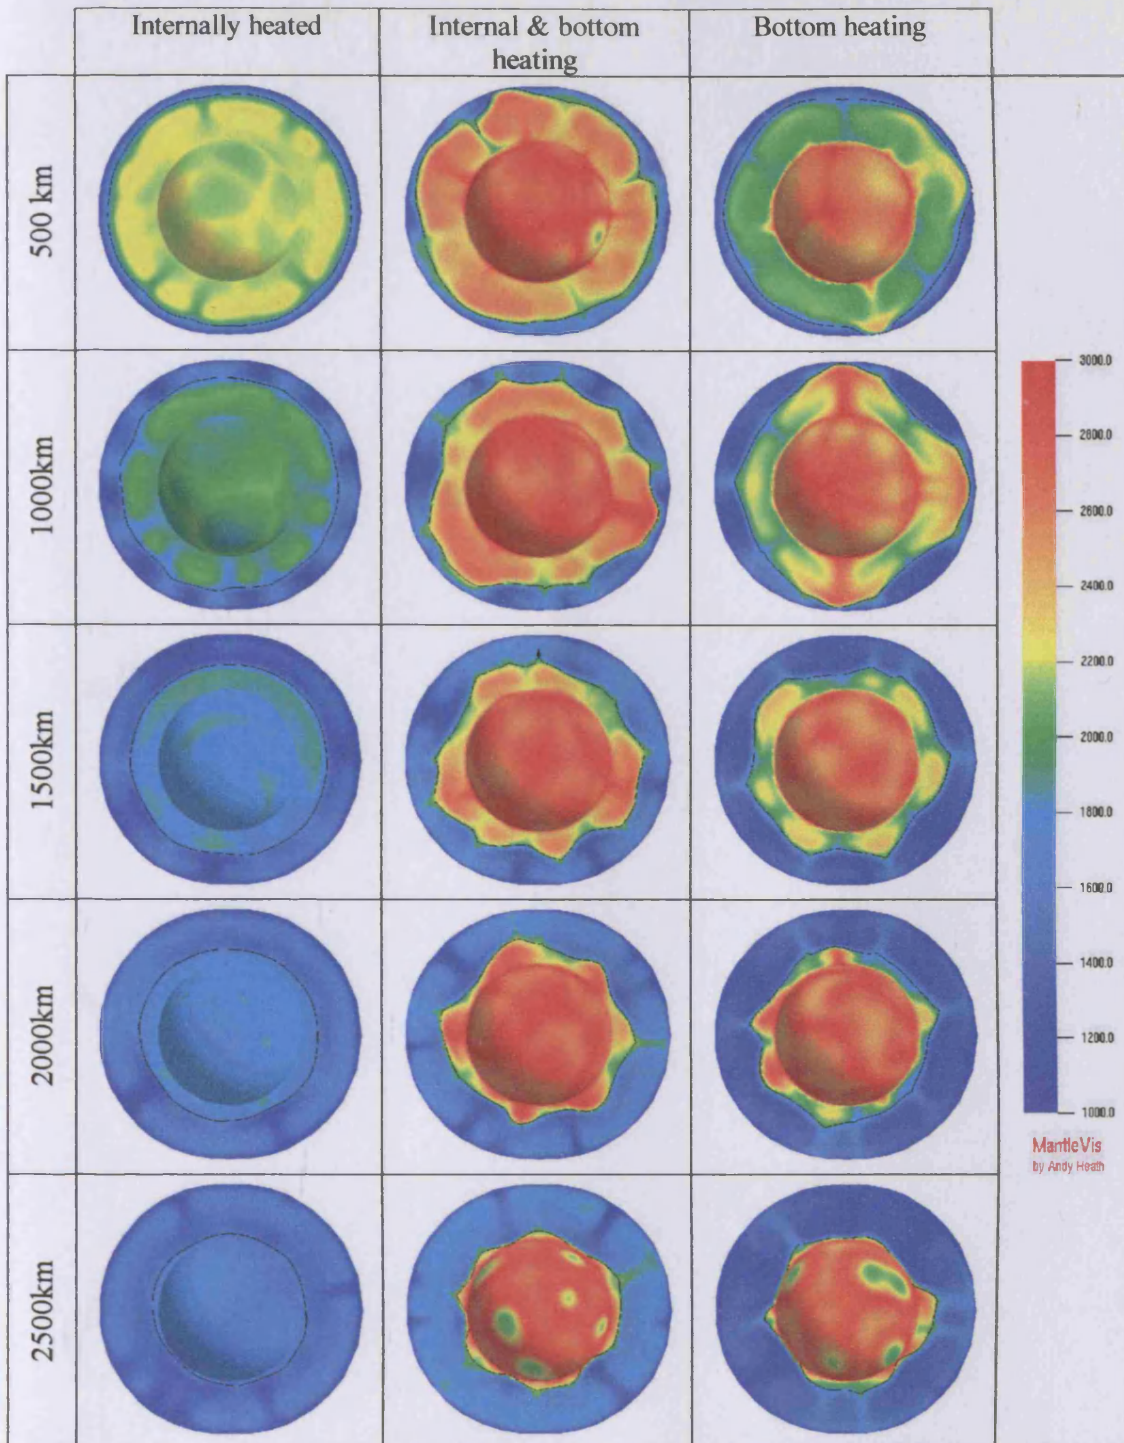 Internally heated
Internal & bottom
heating
Bottom heating
500 km
1000km
1500km
2000km
2500km
3000.0
2800.0
2600.0
2400.0
2200.0
2000.0
1800.0
1600.0
1400.0
1200.0
1000.0
MantleVis
by Andy Heath